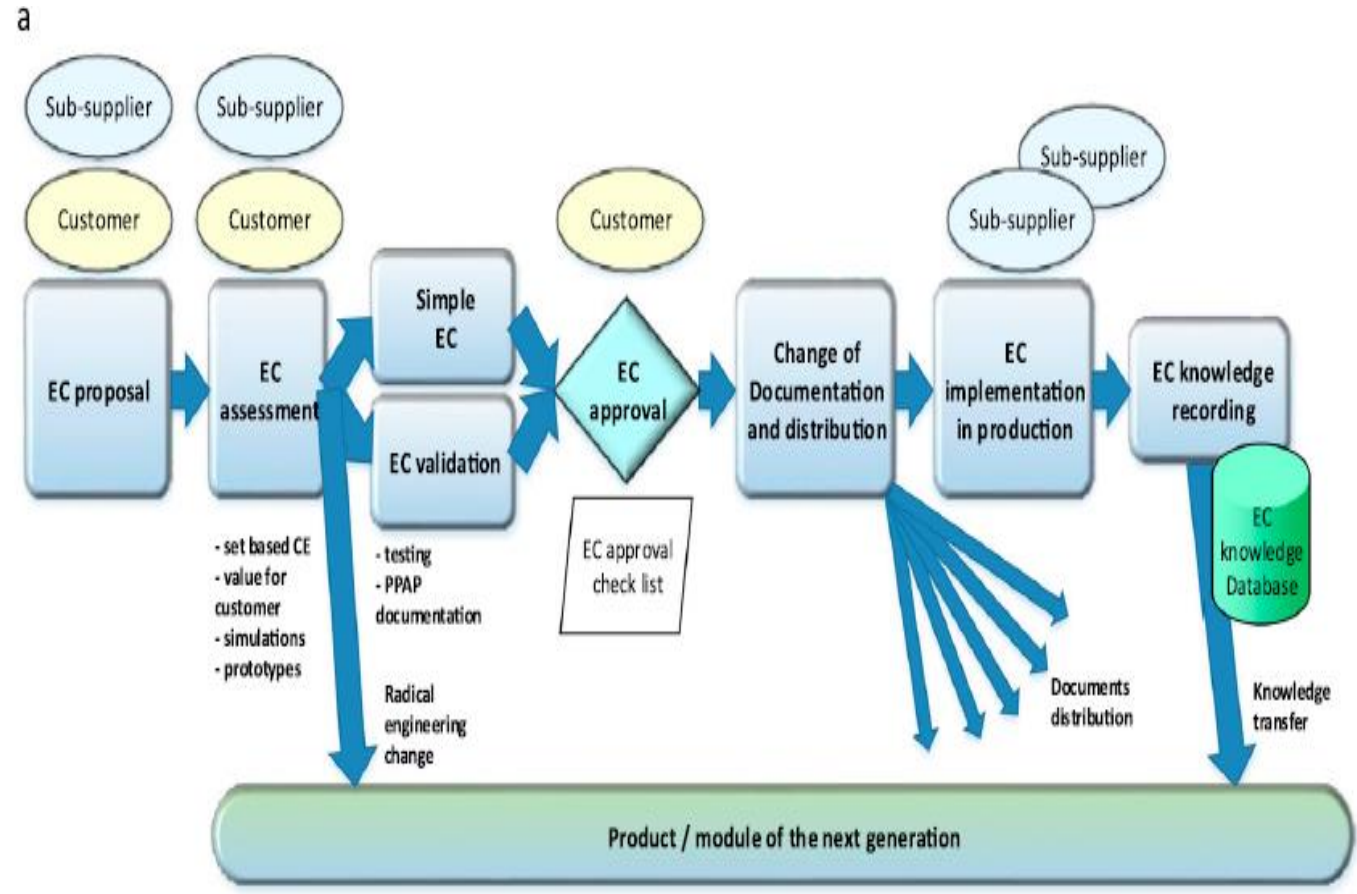 a
Sub-supplier
Sub-supplier
Sub-supplier
Customer
Customer
Customer
Sub-supplier
EC proposal
EC
assessment
Simple
EC
EC validation
EC
approval
Change of
Documentation
and distribution
EC
implementation
in production
EC knowledge
recording
- set based CE
- value for
customer
- simulations
- prototypes
- testing
- PPAP
documentation
EC approval
check list
EC
knowledge
Database
Radical
engineering
change
Documents
distribution
Knowledge
transfer
Product / module of the next generation